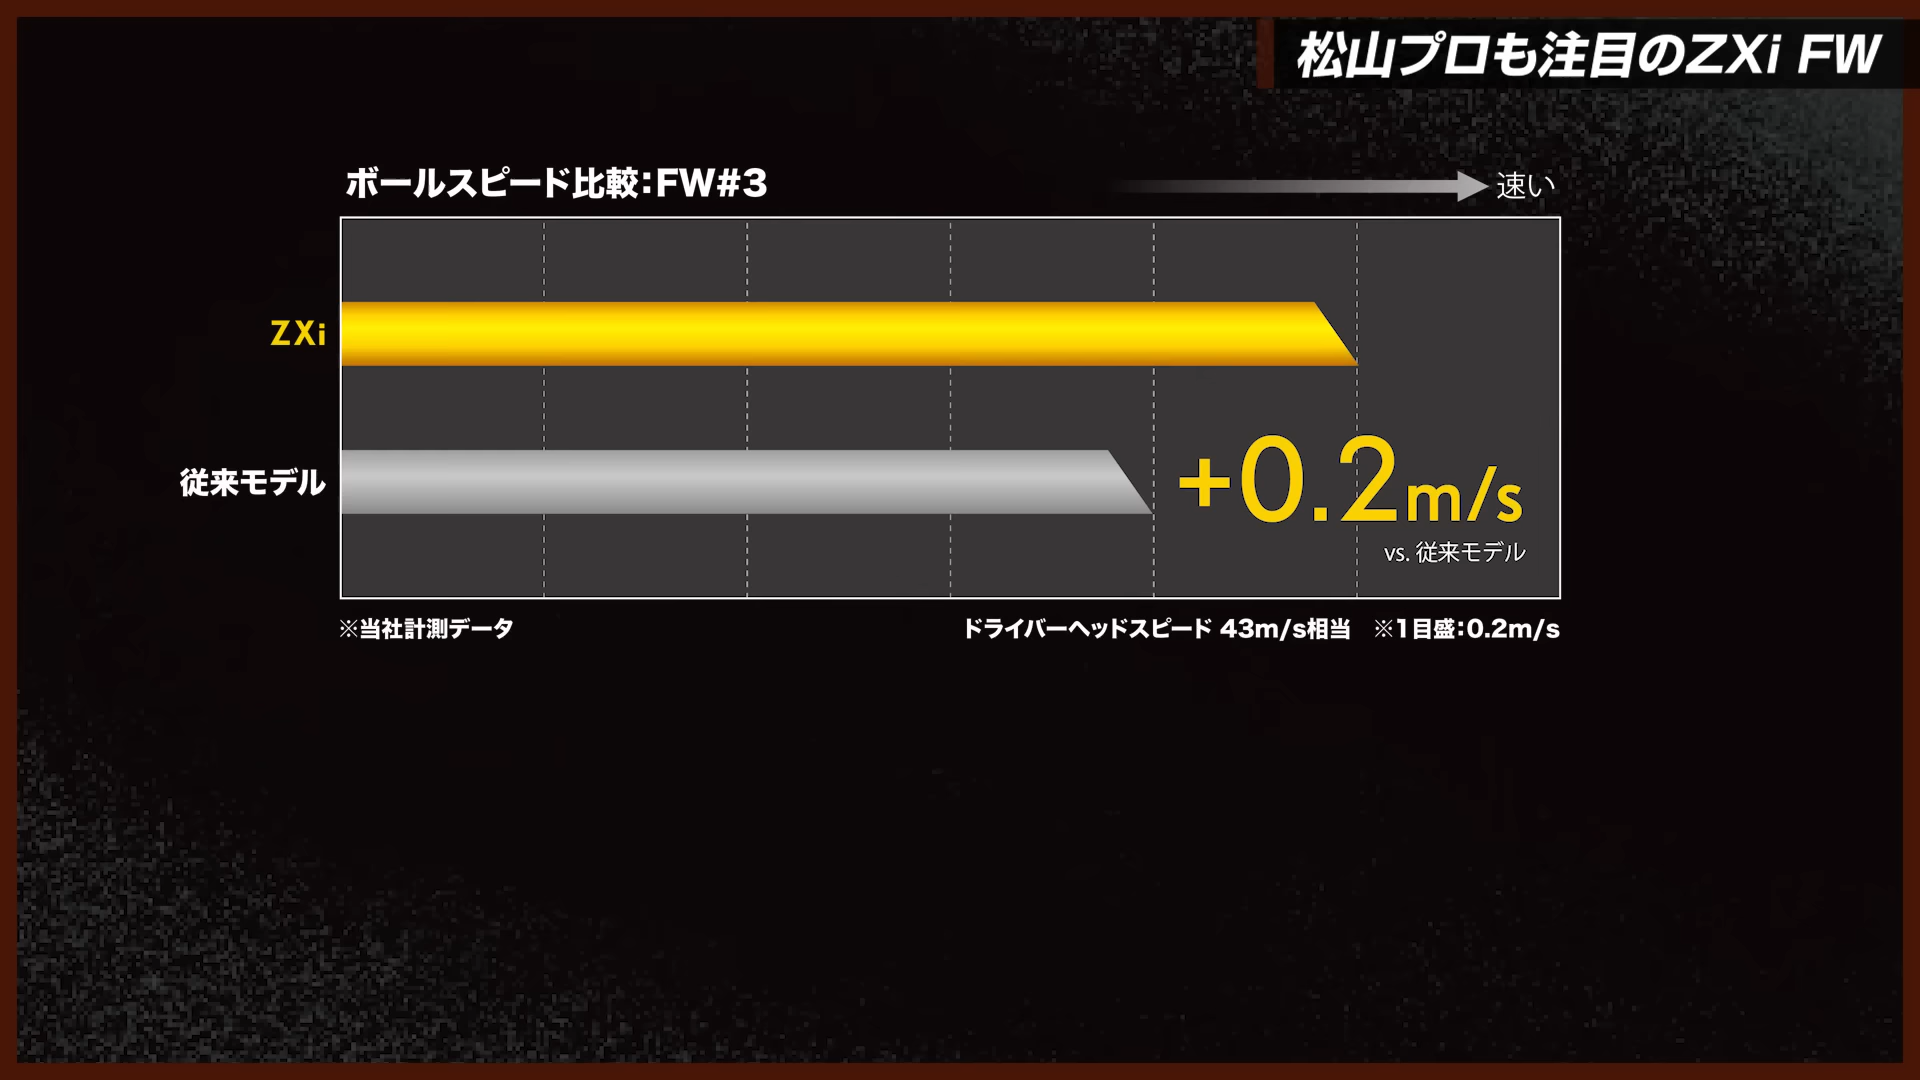 松山プロも注目のZXi FW
ボールスピード比較:FW#3
速い
ZXi
従来モデル
+0.2m/s
vs. 従来モデル
※当社計測データ
ドライバーヘッドスピード 43m/s相当 ※1目盛:0.2m/s